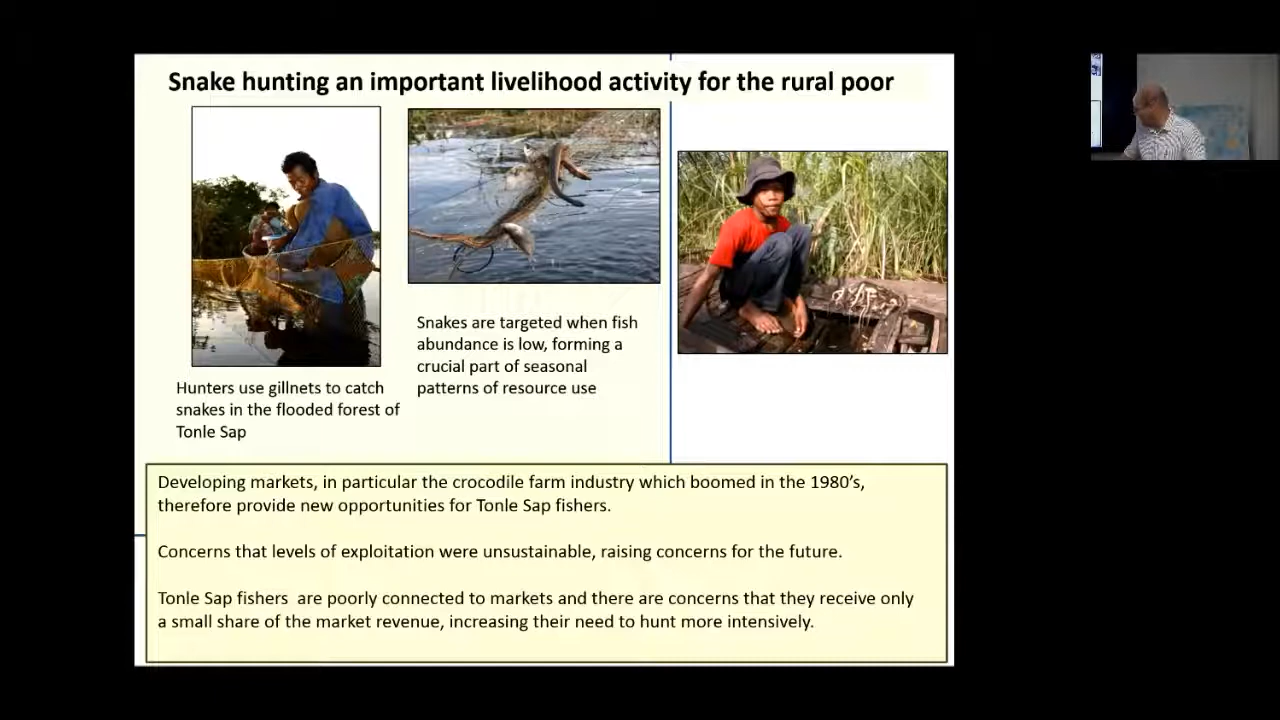 Snake hunting an important livelihood activity for the rural poor
Hunters use gillnets to catch
snakes in the flooded forest of
Tonle Sap
Snakes are targeted when fish
abundance is low, forming a
crucial part of seasonal
patterns of resource use
Developing markets, in particular the crocodile farm industry which boomed in the 1980’s,
therefore provide new opportunities for Tonle Sap fishers.
Concerns that levels of exploitation were unsustainable, raising concerns for the future.
Tonle Sap fishers are poorly connected to markets and there are concerns that they receive only
a small share of the market revenue, increasing their need to hunt more intensively.